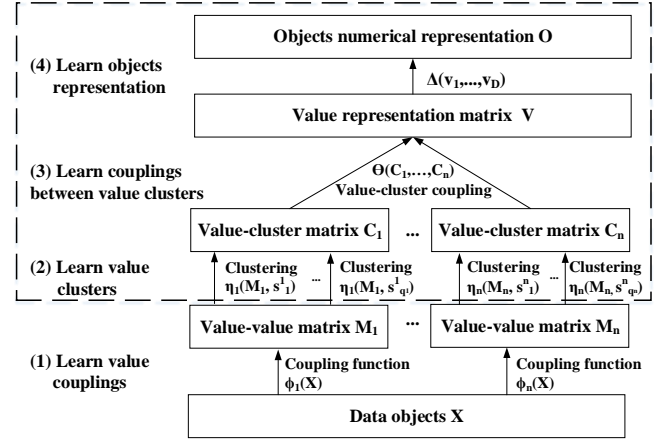 Objects numerical representation O
(4) Learn objects
representation
Δ(v₁,...,v_D)
Value representation matrix V
(3) Learn couplings
between value clusters
Θ(C₁,...,Cₙ)
Value-cluster coupling
Value-cluster matrix C₁
...
Value-cluster matrix Cₙ
(2) Learn value
clusters
Clustering
η₁(M₁, s¹₁)
...
Clustering
η₁(M₁, s¹_q₁)
Clustering
ηₙ(Mₙ, sⁿ₁)
...
Clustering
ηₙ(Mₙ, sⁿ_qₙ)
Value-value matrix M₁
...
Value-value matrix Mₙ
(1) Learn value
couplings
Coupling function
ϕ₁(X)
Coupling function
ϕₙ(X)
Data objects X